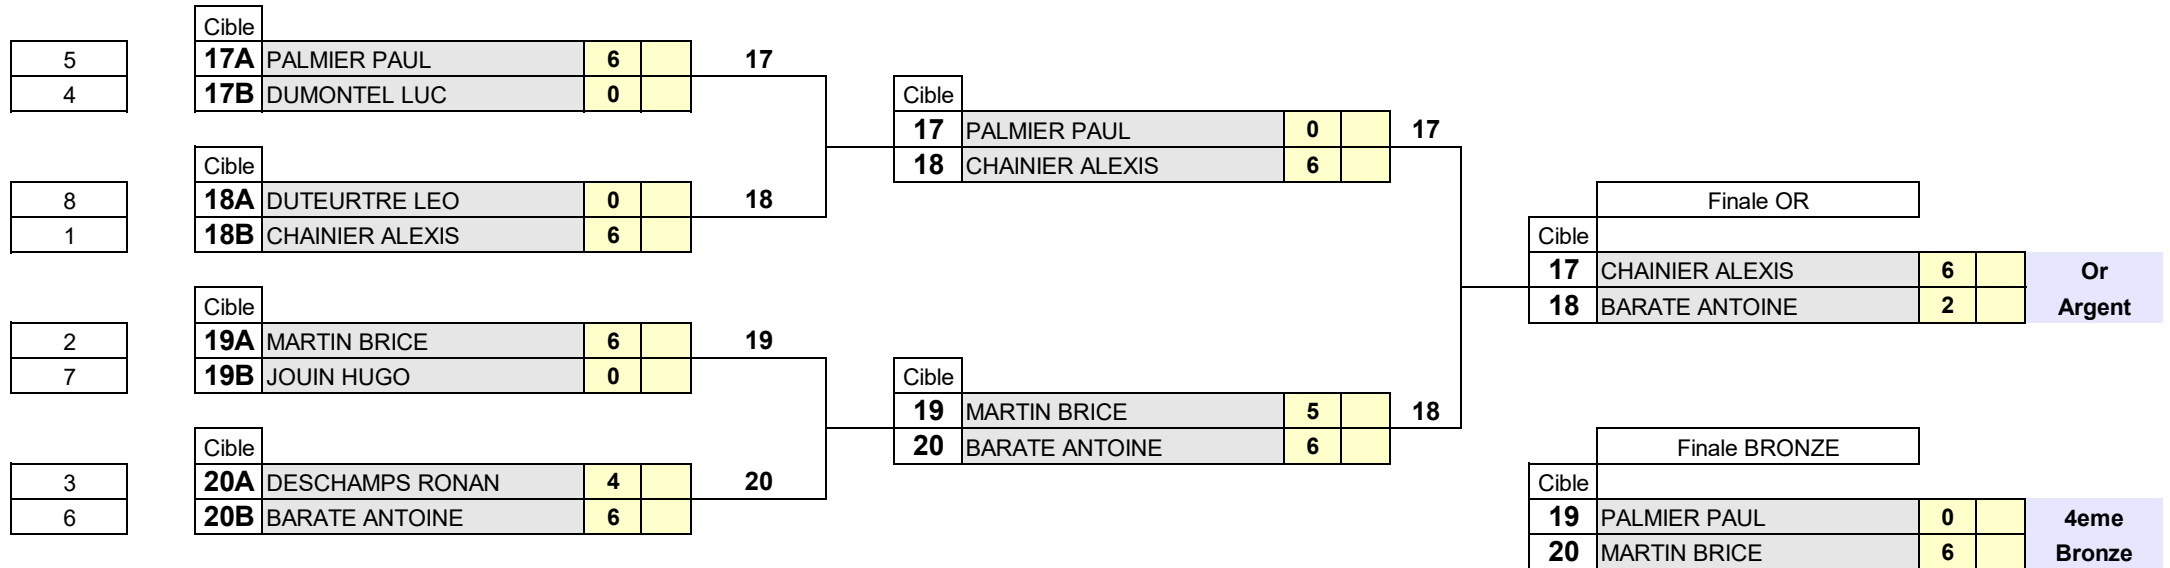 Cible
5 17A PALMIER PAUL 6 17
4 17B DUMONTEL LUC 0
Cible
8 18A DUTEURTRE LEO 0 18
1 18B CHAINIER ALEXIS 6
Cible
2 19A MARTIN BRICE 6 19
7 19B JOUIN HUGO 0
Cible
3 20A DESCHAMPS RONAN 4 20
6 20B BARATE ANTOINE 6
Cible
17 PALMIER PAUL 0 17
18 CHAINIER ALEXIS 6
Cible
19 MARTIN BRICE 5 18
20 BARATE ANTOINE 6
Finale OR
Cible
17 CHAINIER ALEXIS 6 Or
18 BARATE ANTOINE 2 Argent
Finale BRONZE
Cible
19 PALMIER PAUL 0 4eme
20 MARTIN BRICE 6 Bronze